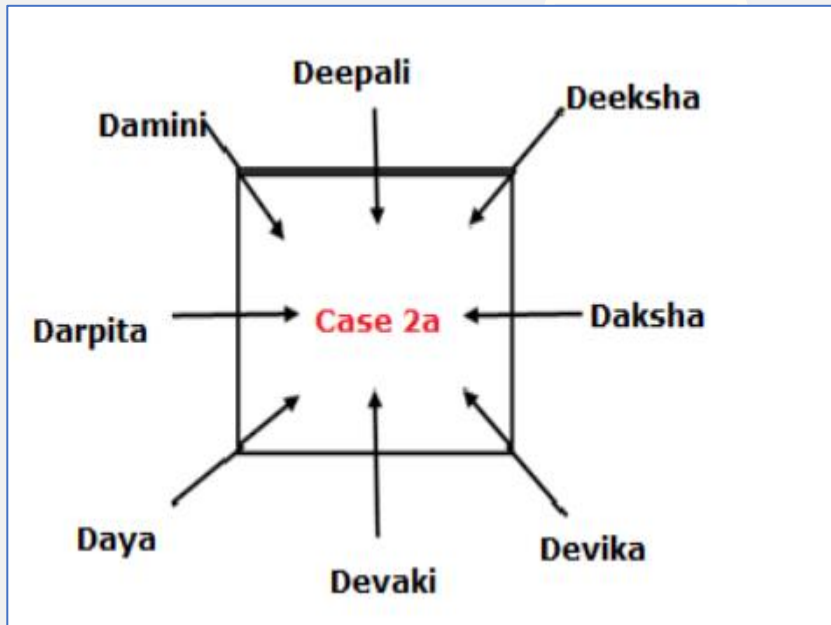 Deepali
Deeksha
Damini
Darpita
Case 2a
Daksha
Daya
Devaki
Devika